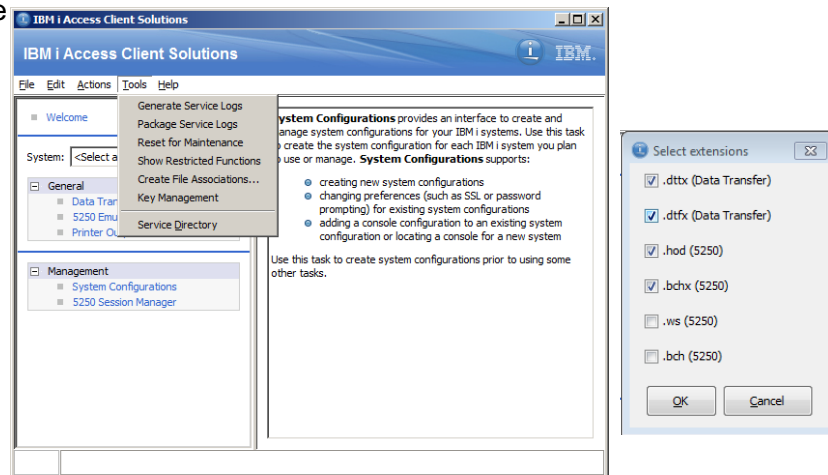 e
IBM i Access Client Solutions
IBM i Access Client Solutions
IBM.
File Edit Actions Tools Help
Generate Service Logs
Package Service Logs
Reset for Maintenance
Show Restricted Functions
Create File Associations...
Key Management
Service Directory
Welcome
System: <Select a
General
Data Tran
5250 Emu
Printer Ou
Management
System Configurations
5250 Session Manager
ystem Configurations provides an interface to create and
anage system configurations for your IBM i systems. Use this task
create the system configuration for each IBM i system you plan
use or manage. System Configurations supports:
creating new system configurations
changing preferences (such as SSL or password
prompting) for existing system configurations
adding a console configuration to an existing system
configuration or locating a console for a new system
Use this task to create system configurations prior to using some
other tasks.
Select extensions
.dttx (Data Transfer)
.dtfx (Data Transfer)
.hod (5250)
.bchx (5250)
.ws (5250)
.bch (5250)
OK Cancel